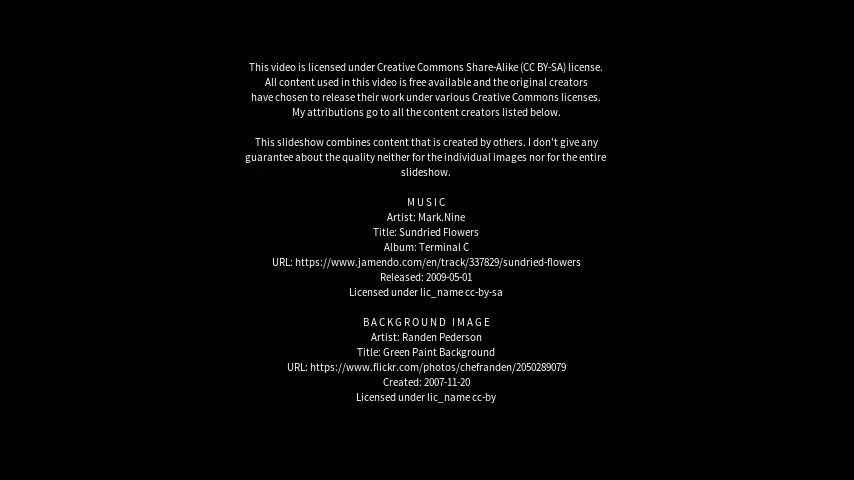 This video is licensed under Creative Commons Share-Alike (CC BY-SA) license.
All content used in this video is free available and the original creators
have chosen to release their work under various Creative Commons licenses.
My attributions go to all the content creators listed below.
This slideshow combines content that is created by others. I don't give any
guarantee about the quality neither for the individual images nor for the entire
slideshow.
MUSIC
Artist: Mark.Nine
Title: Sundried Flowers
Album: Terminal C
URL: https://www.jamendo.com/en/track/337829/sundried-flowers
Released: 2009-05-01
Licensed under lic_name cc-by-sa
BACKGROUND IMAGE
Artist: Randen Pederson
Title: Green Paint Background
URL: https://www.flickr.com/photos/chefranden/2050289079
Created: 2007-11-20
Licensed under lic_name cc-by